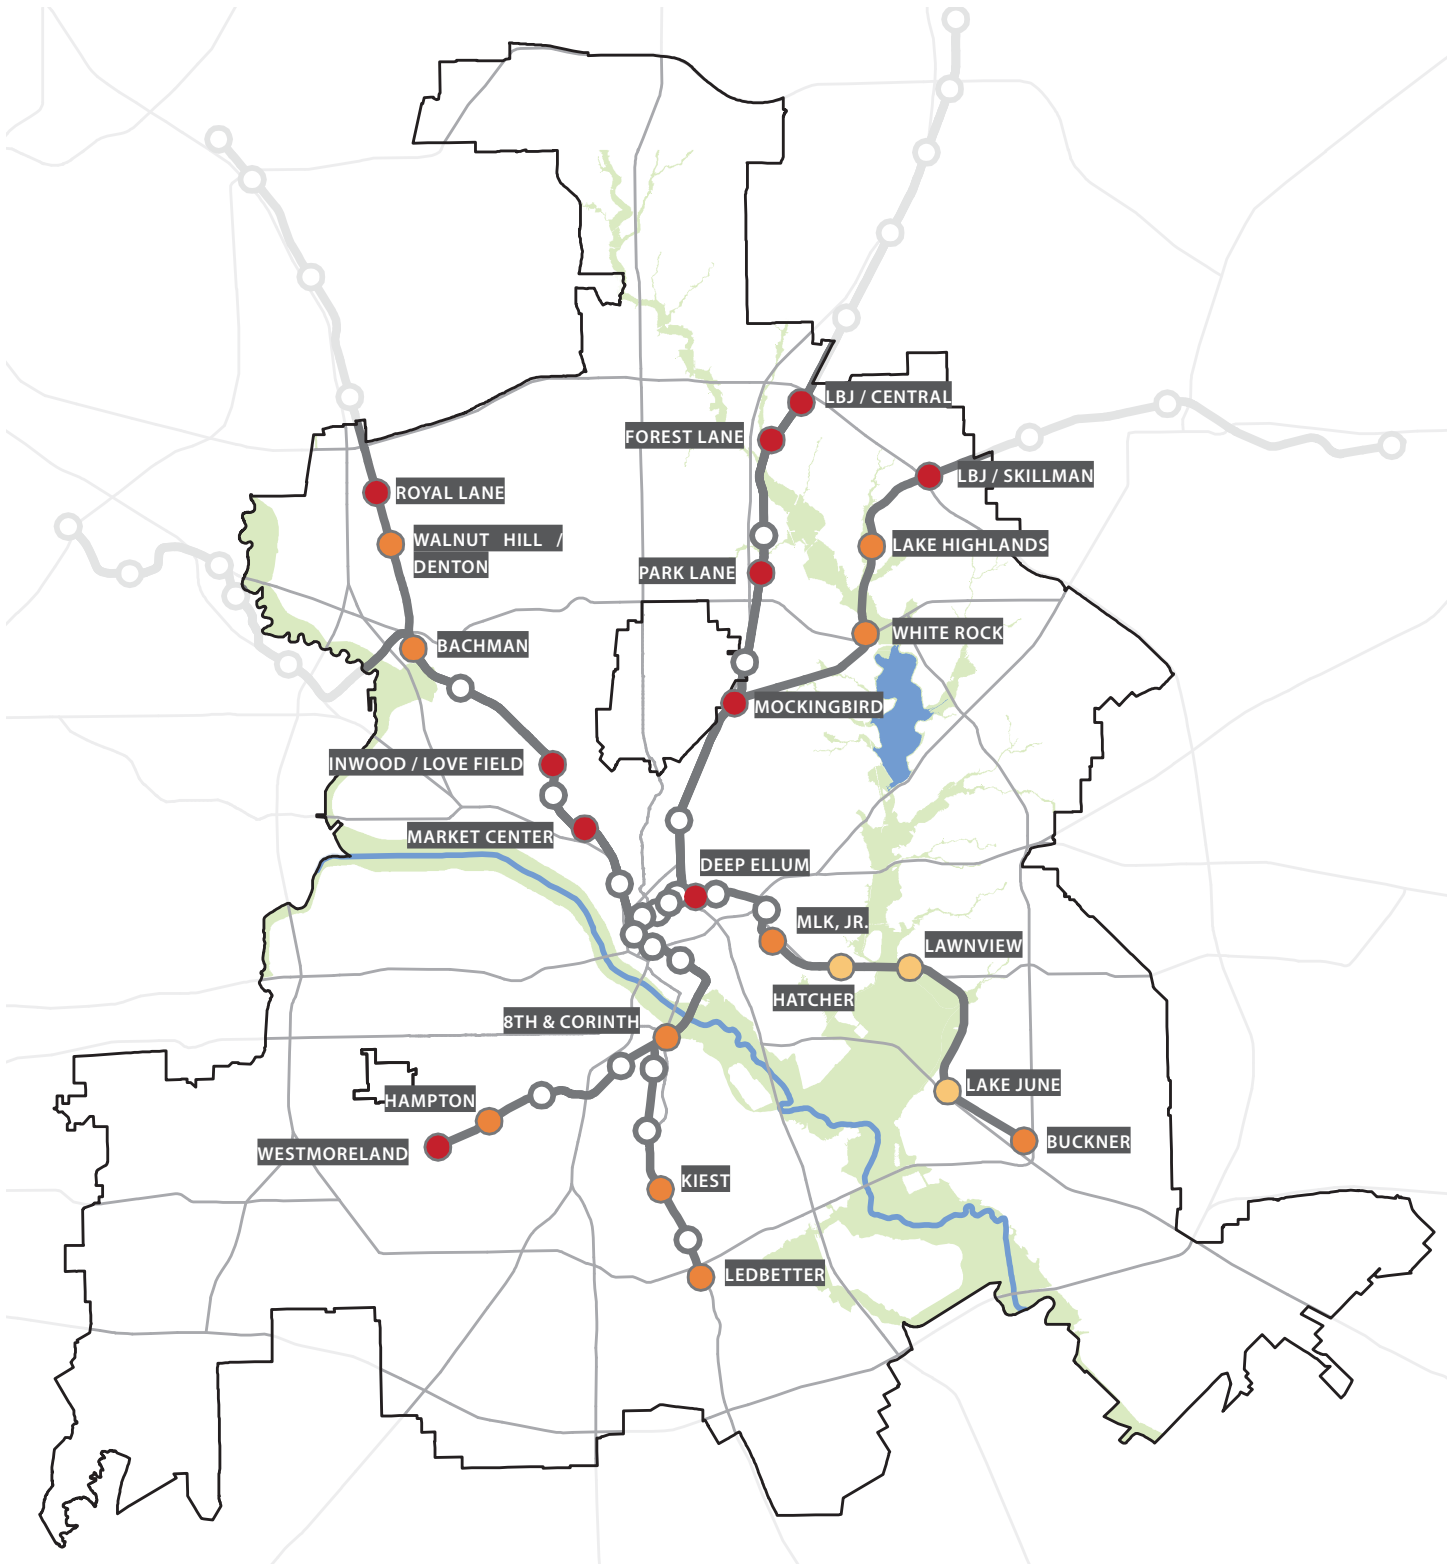 LBJ / CENTRAL
FOREST LANE
LBJ / SKILLMAN
ROYAL LANE
WALNUT HILL /
DENTON
LAKE HIGHLANDS
PARK LANE
WHITE ROCK
BACHMAN
MOCKINGBIRD
INWOOD / LOVE FIELD
MARKET CENTER
DEEP ELLUM
MLK, JR.
LAWNVIEW
HATCHER
8TH & CORINTH
LAKE JUNE
HAMPTON
BUCKNER
WESTMORELAND
KIEST
LEDBETTER